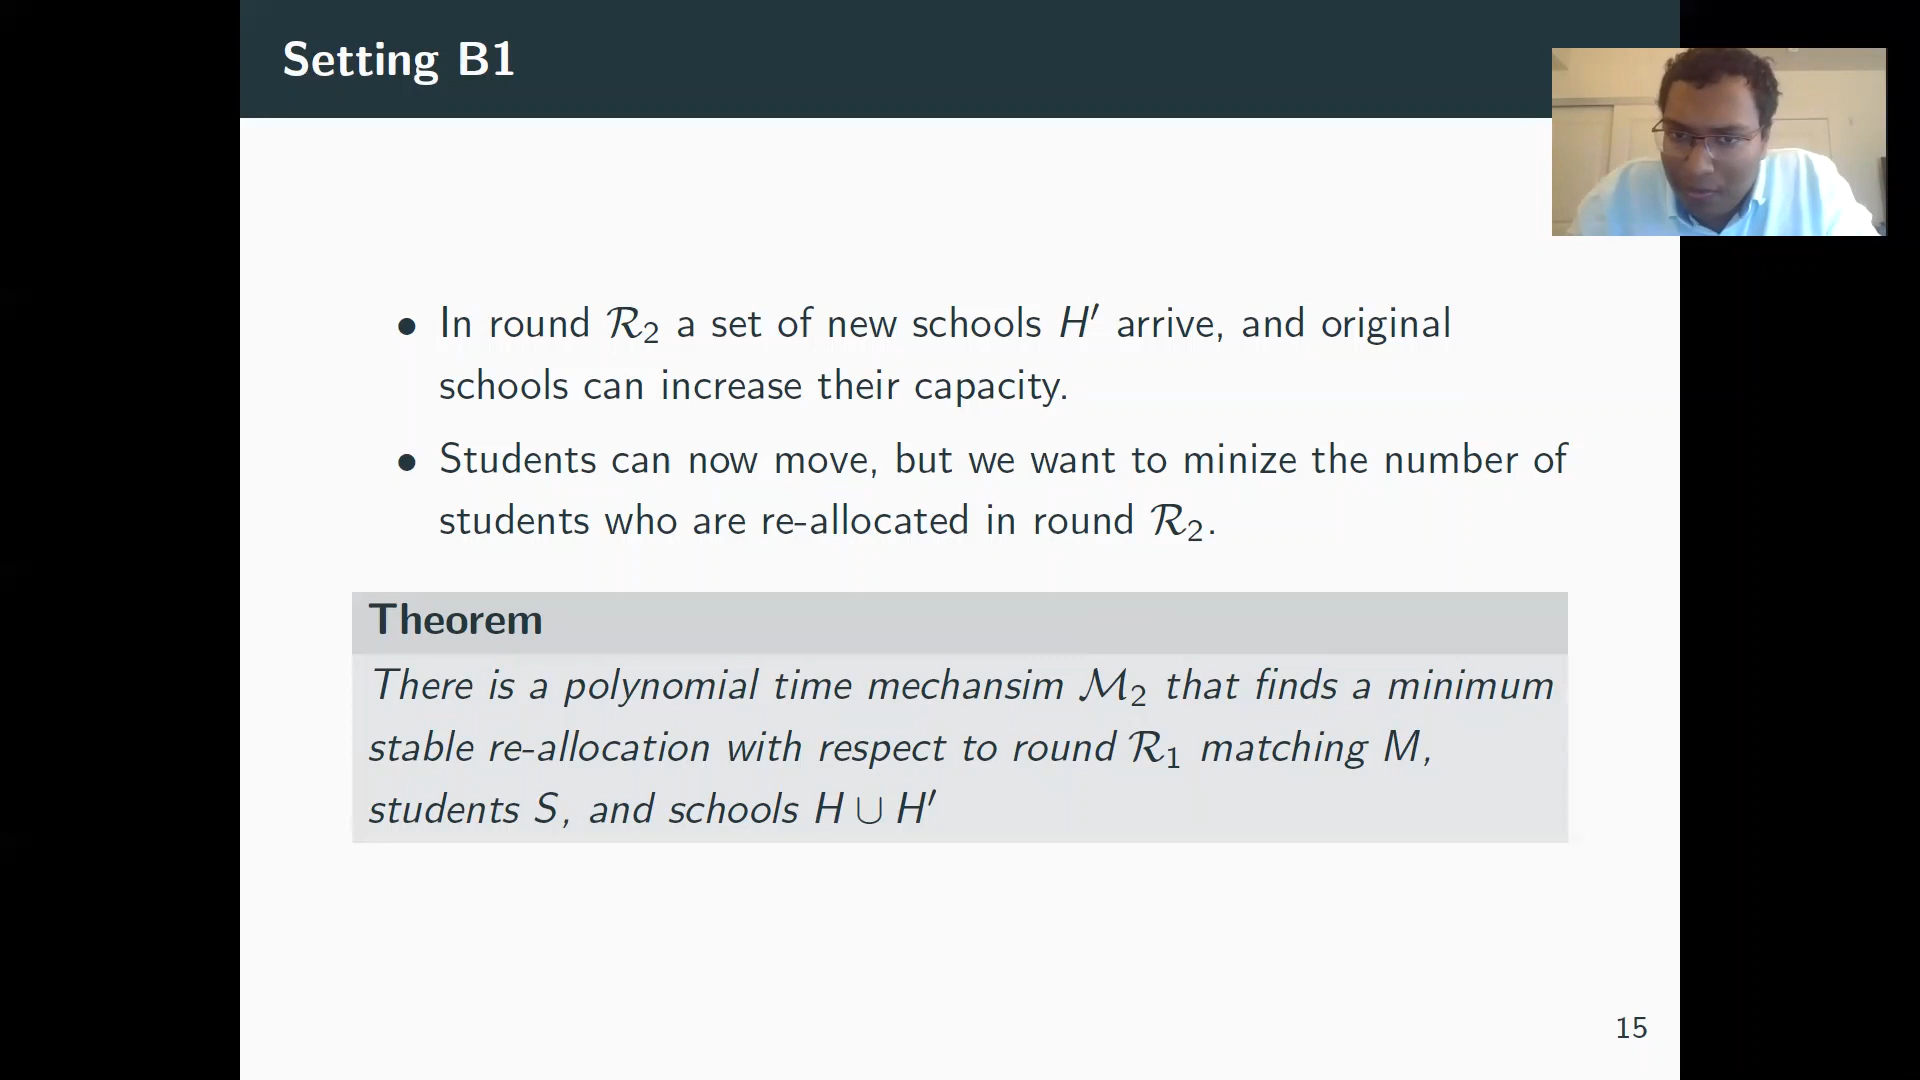 Setting B1
• In round R₂ a set of new schools H′ arrive, and original
schools can increase their capacity.
• Students can now move, but we want to minize the number of
students who are re-allocated in round R₂.
Theorem
There is a polynomial time mechansim M₂ that finds a minimum
stable re-allocation with respect to round R₁ matching M,
students S, and schools H ∪ H′
15